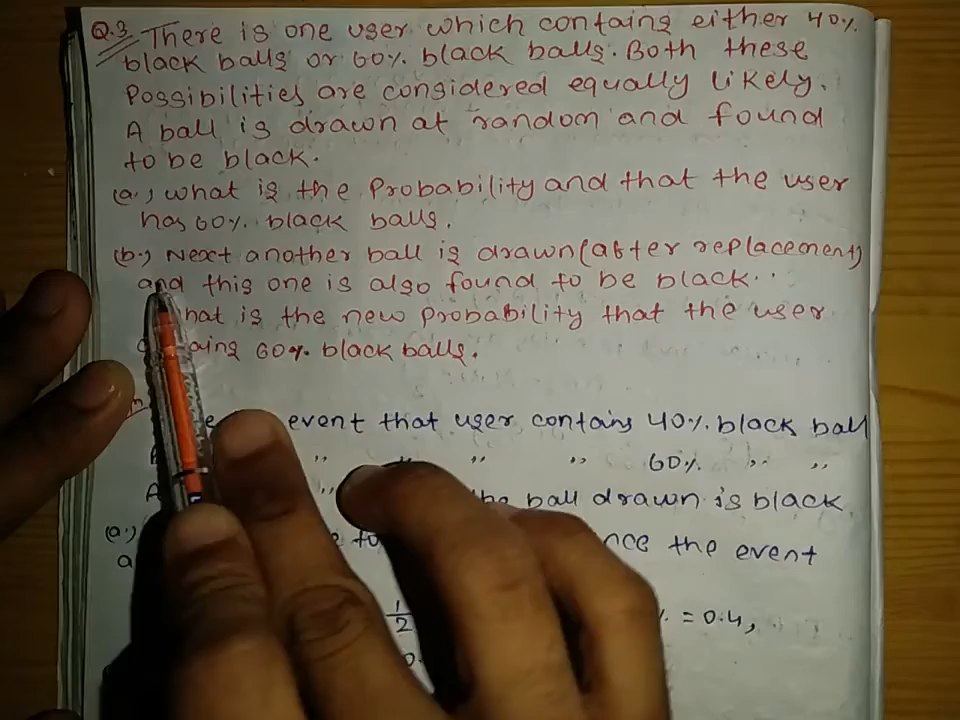 Q.3 There is one user which contains either 40%
black balls or 60% black balls. Both these
Possibilities are considered equally likely.
A ball is drawn at random and found
to be black.
(a.) what is the Probability and that the user
has 60% black balls.
(b.) Next another ball is drawn (after replacement)
and this one is also found to be black.
hat is the new Probability that the user
aing 60% black balls.
event that user contains 40% black ball
,, ,, ,, 60% ,, ,,
A ,, ball drawn is black
(a.) nce the event
a
1/2 % = 0.4,
0.